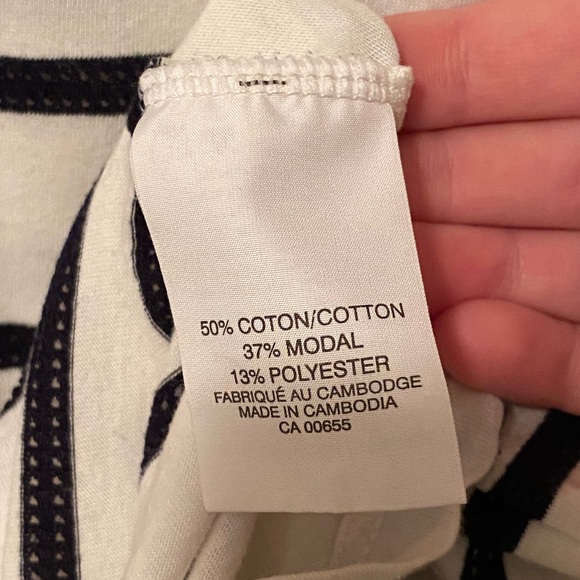 50% COTON/COTTON
37% MODAL
13% POLYESTER
FABRIQUÉ AU CAMBODGE
MADE IN CAMBODIA
CA 00655